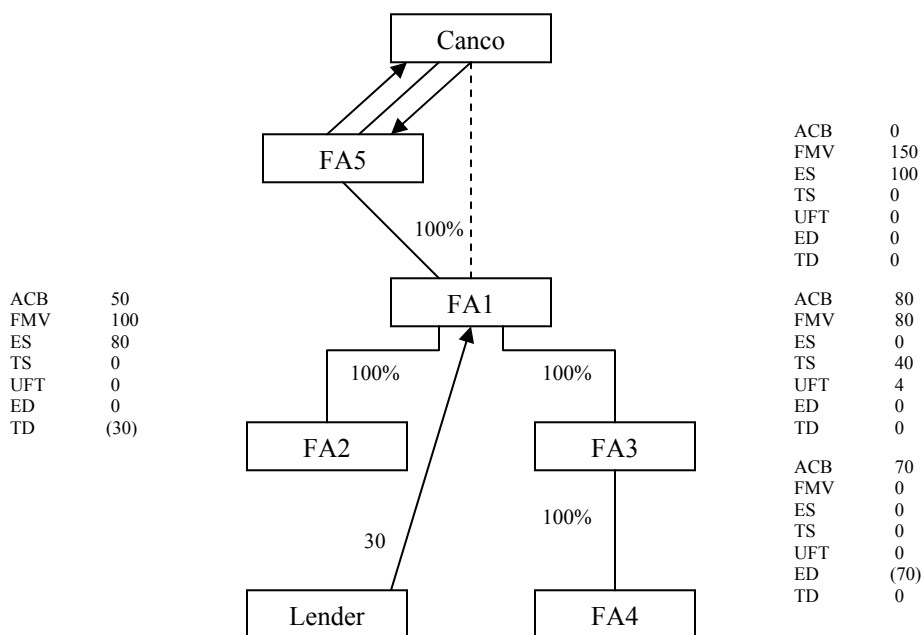 Canco
FA5
100%
ACB 0
FMV 150
ES 100
TS 0
UFT 0
ED 0
TD 0
FA1
ACB 50
FMV 100
ES 80
TS 0
UFT 0
ED 0
TD (30)
ACB 80
FMV 80
ES 0
TS 40
UFT 4
ED 0
TD 0
100%
100%
FA2
FA3
ACB 70
FMV 0
ES 0
TS 0
UFT 0
ED (70)
TD 0
30
100%
Lender
FA4